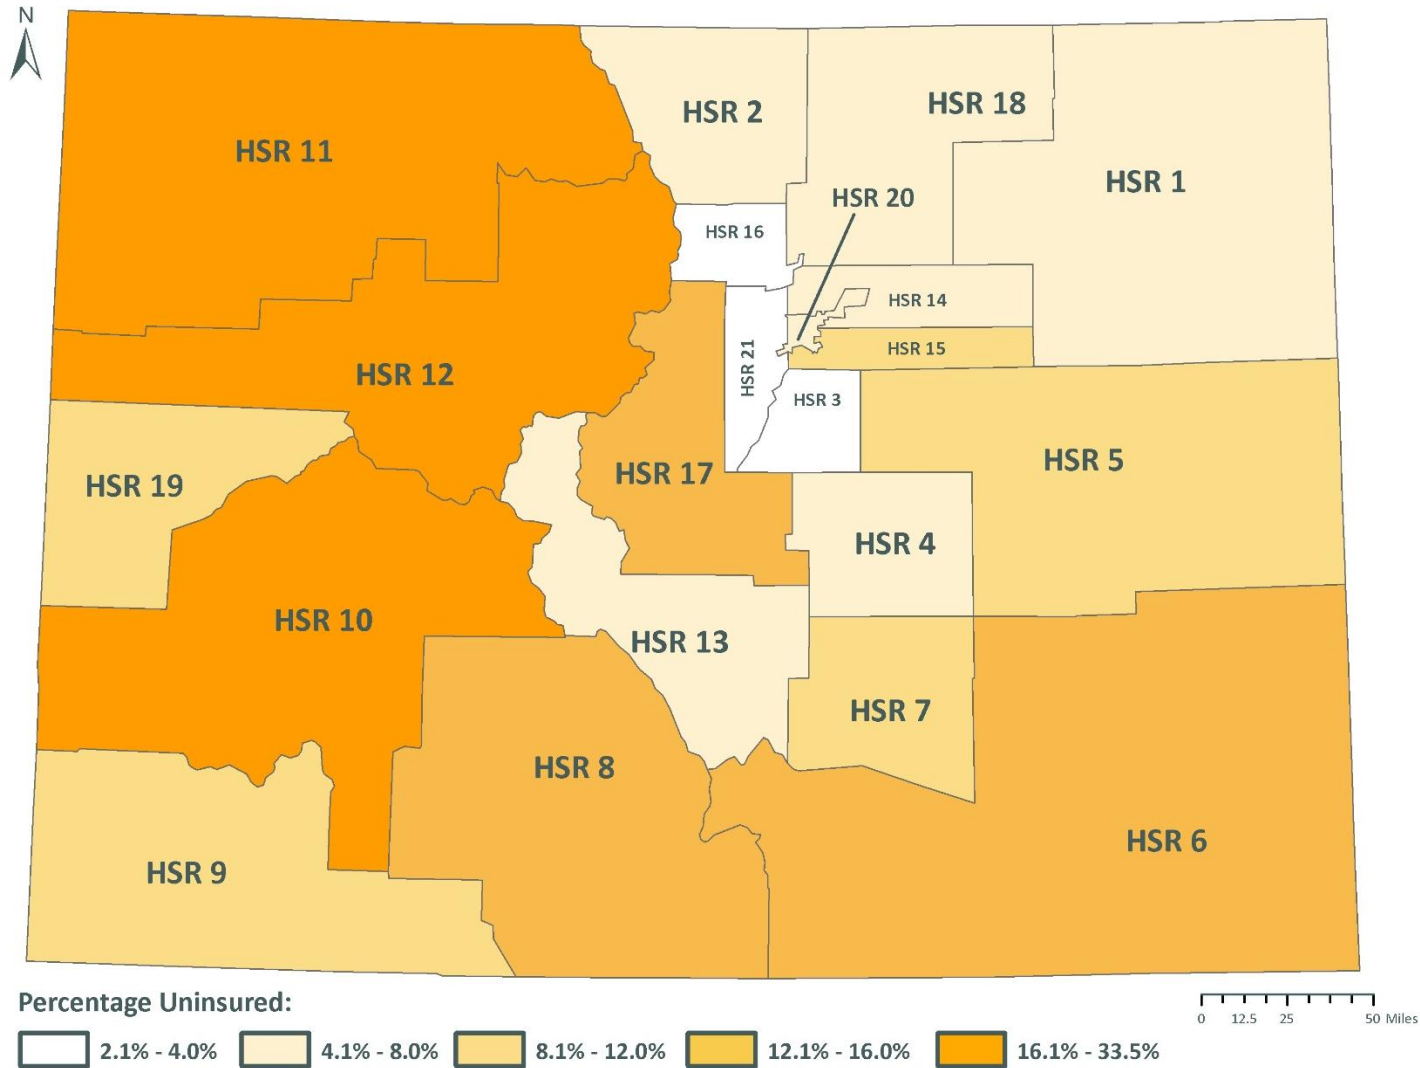 N
HSR 2
HSR 18
HSR 11
HSR 1
HSR 20
HSR 16
HSR 14
HSR 15
HSR 21
HSR 12
HSR 3
HSR 5
HSR 17
HSR 19
HSR 4
HSR 10
HSR 13
HSR 7
HSR 8
HSR 6
HSR 9
Percentage Uninsured:
0 12.5 25 50 Miles
2.1% - 4.0% 4.1% - 8.0% 8.1% - 12.0% 12.1% - 16.0% 16.1% - 33.5%